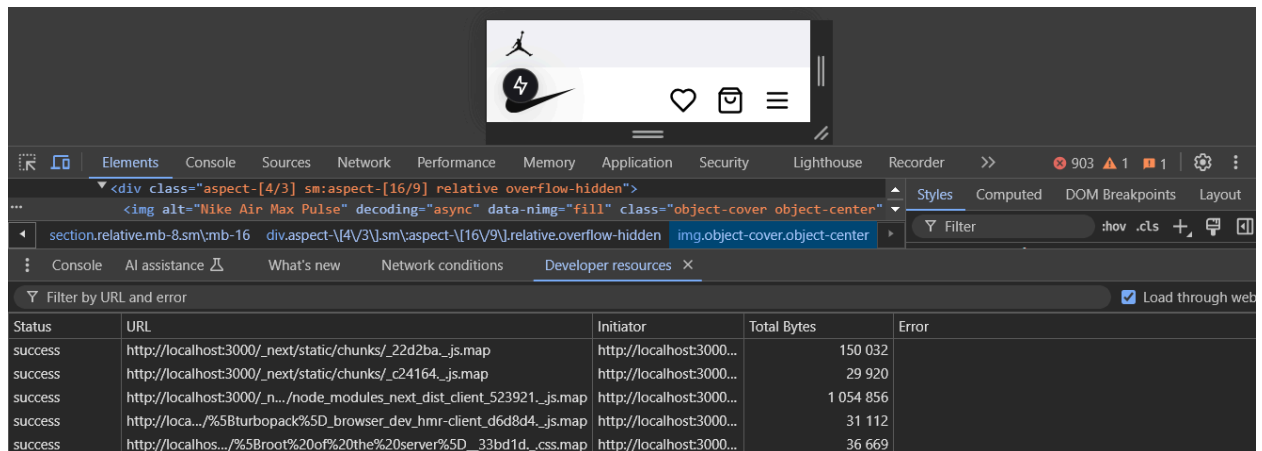 Elements Console Sources Network Performance Memory Application Security Lighthouse Recorder 903 1 1
<div class="aspect-[4/3] sm:aspect-[16/9] relative overflow-hidden">
Styles Computed DOM Breakpoints Layout
<img alt="Nike Air Max Pulse" decoding="async" data-nimg="fill" class="object-cover object-center"
section.relative.mb-8.sm\:mb-16 div.aspect-\[4\/3\].sm\:aspect-\[16\/9\].relative.overflow-hidden img.object-cover.object-center
Filter :hov .cls
Console AI assistance What's new Network conditions Developer resources
Filter by URL and error Load through web
Status URL Initiator Total Bytes Error
success http://localhost:3000/_next/static/chunks/_22d2ba._.js.map http://localhost:3000... 150 032
success http://localhost:3000/_next/static/chunks/_c24164._.js.map http://localhost:3000... 29 920
success http://localhost:3000/_n.../node_modules_next_dist_client_523921._.js.map http://localhost:3000... 1 054 856
success http://loca.../%5Bturbopack%5D_browser_dev_hmr-client_d6d8d4._.js.map http://localhost:3000... 31 112
success http://localhos.../%5Broot%20of%20the%20server%5D__33bd1d._.css.map http://localhost:3000... 36 669